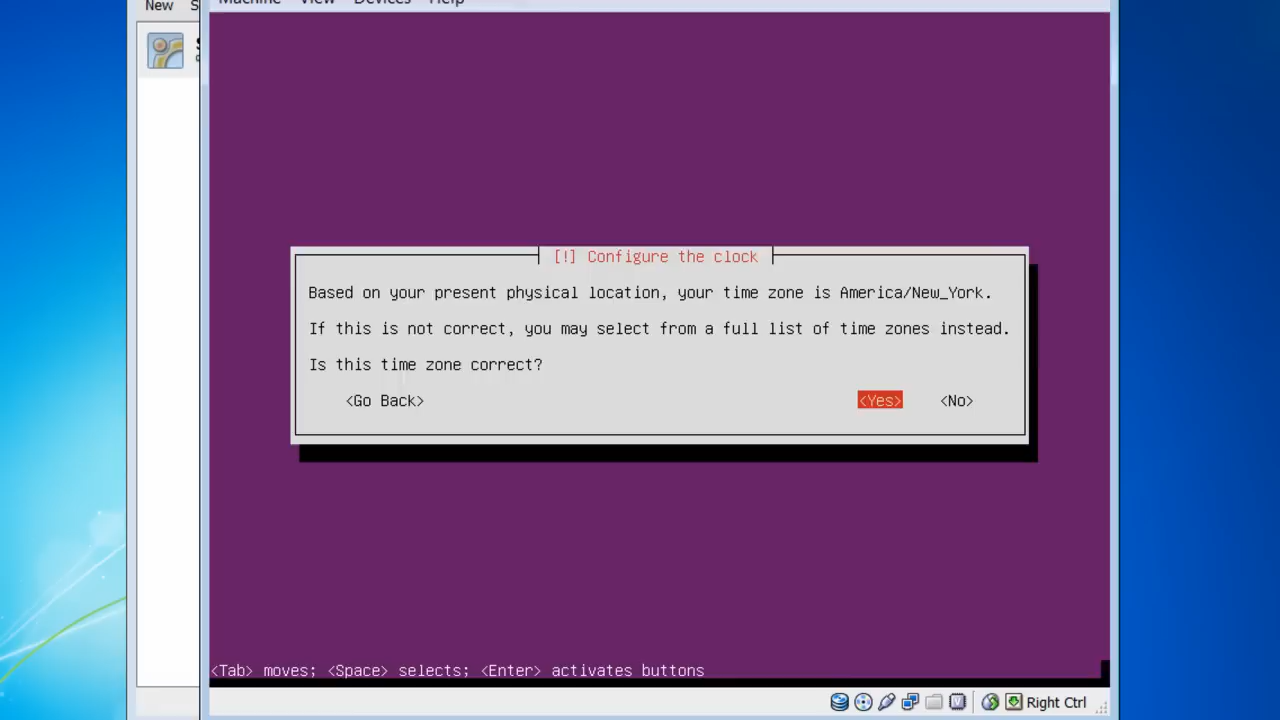 New
Machine View Devices Help
[!] Configure the clock
Based on your present physical location, your time zone is America/New_York.
If this is not correct, you may select from a full list of time zones instead.
Is this time zone correct?
<Go Back> <Yes> <No>
<Tab> moves; <Space> selects; <Enter> activates buttons
Right Ctrl